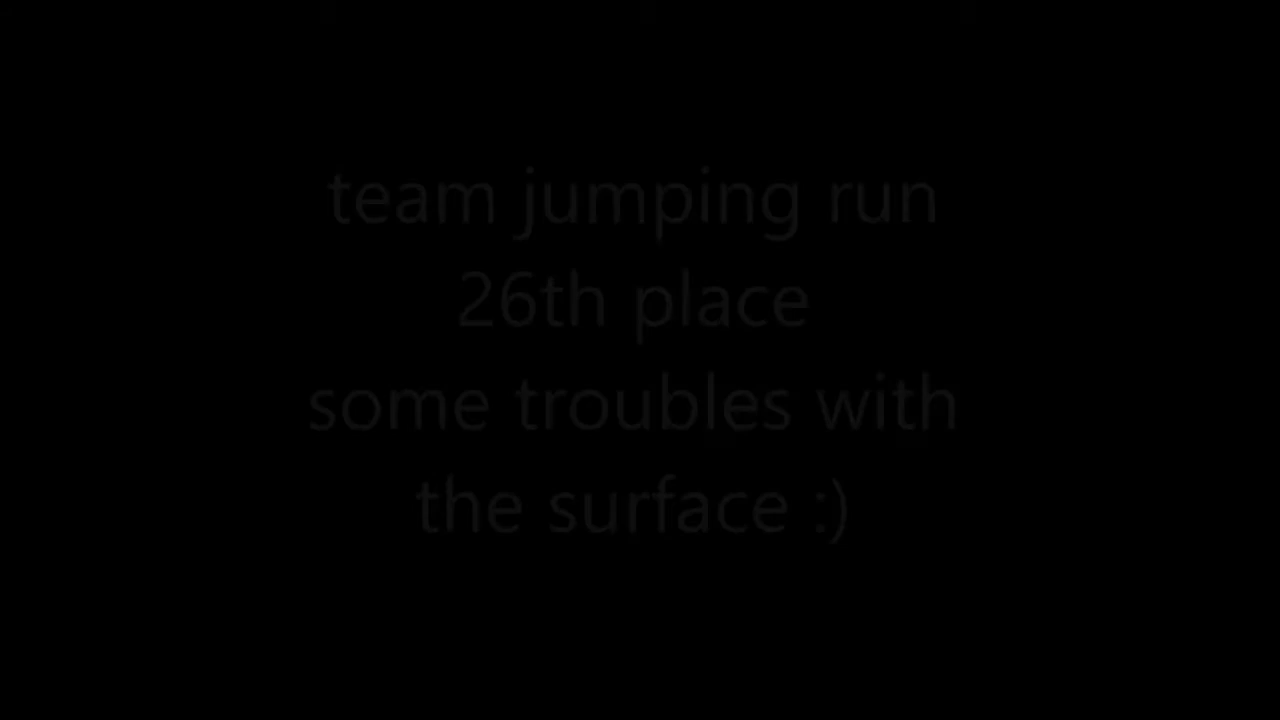 team jumping run
26th place
some troubles with
the surface :)